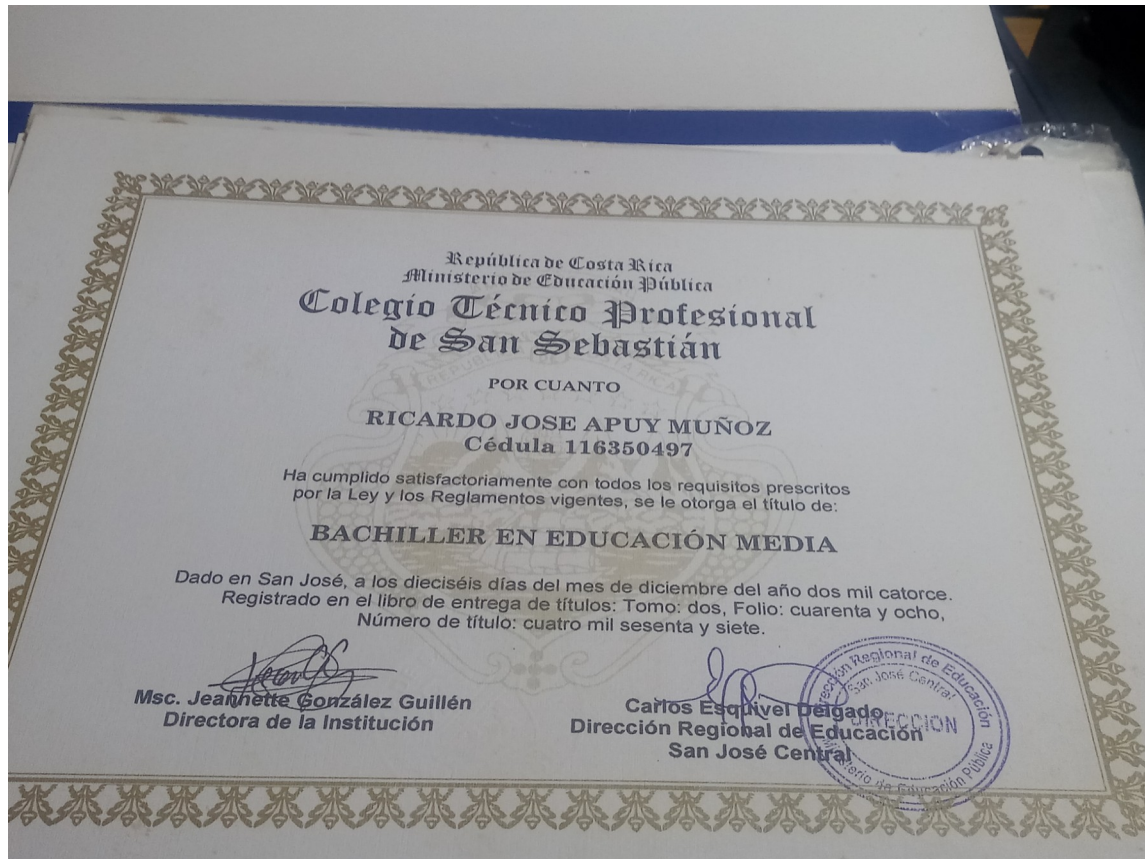 República de Costa Rica
Ministerio de Educación Pública
Colegio Técnico Profesional
de San Sebastián
POR CUANTO
RICARDO JOSE APUY MUÑOZ
Cédula 116350497
Ha cumplido satisfactoriamente con todos los requisitos prescritos
por la Ley y los Reglamentos vigentes, se le otorga el título de:
BACHILLER EN EDUCACIÓN MEDIA
Dado en San José, a los dieciséis días del mes de diciembre del año dos mil catorce.
Registrado en el libro de entrega de títulos: Tomo: dos, Folio: cuarenta y ocho,
Número de título: cuatro mil sesenta y siete.
Msc. Jeannette González Guillén
Directora de la Institución
Carlos Esquivel Delgado
Dirección Regional de Educación
San José Central
Dirección Regional de Educación
San José Central
DIRECCION
Ministerio de Educación Pública